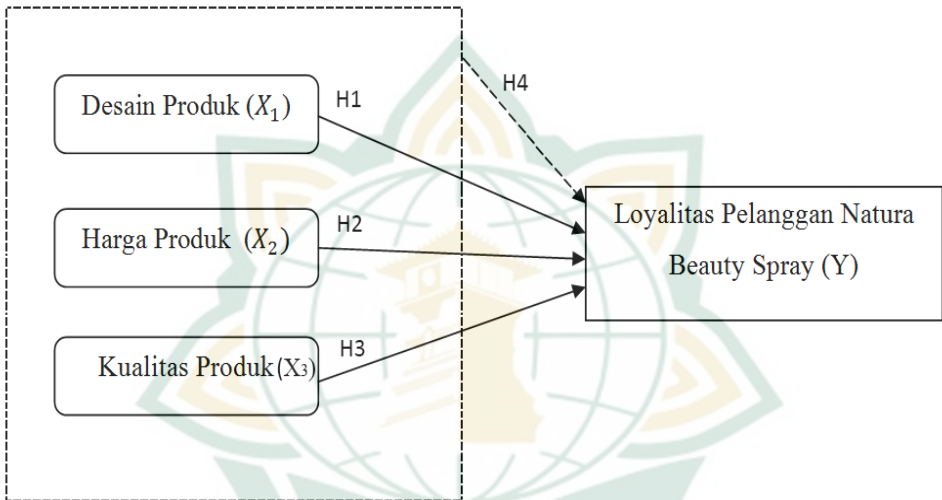 Desain Produk (X₁)
H1
H4
Harga Produk (X₂)
H2
Loyalitas Pelanggan Natura
Beauty Spray (Y)
Kualitas Produk(X₃)
H3